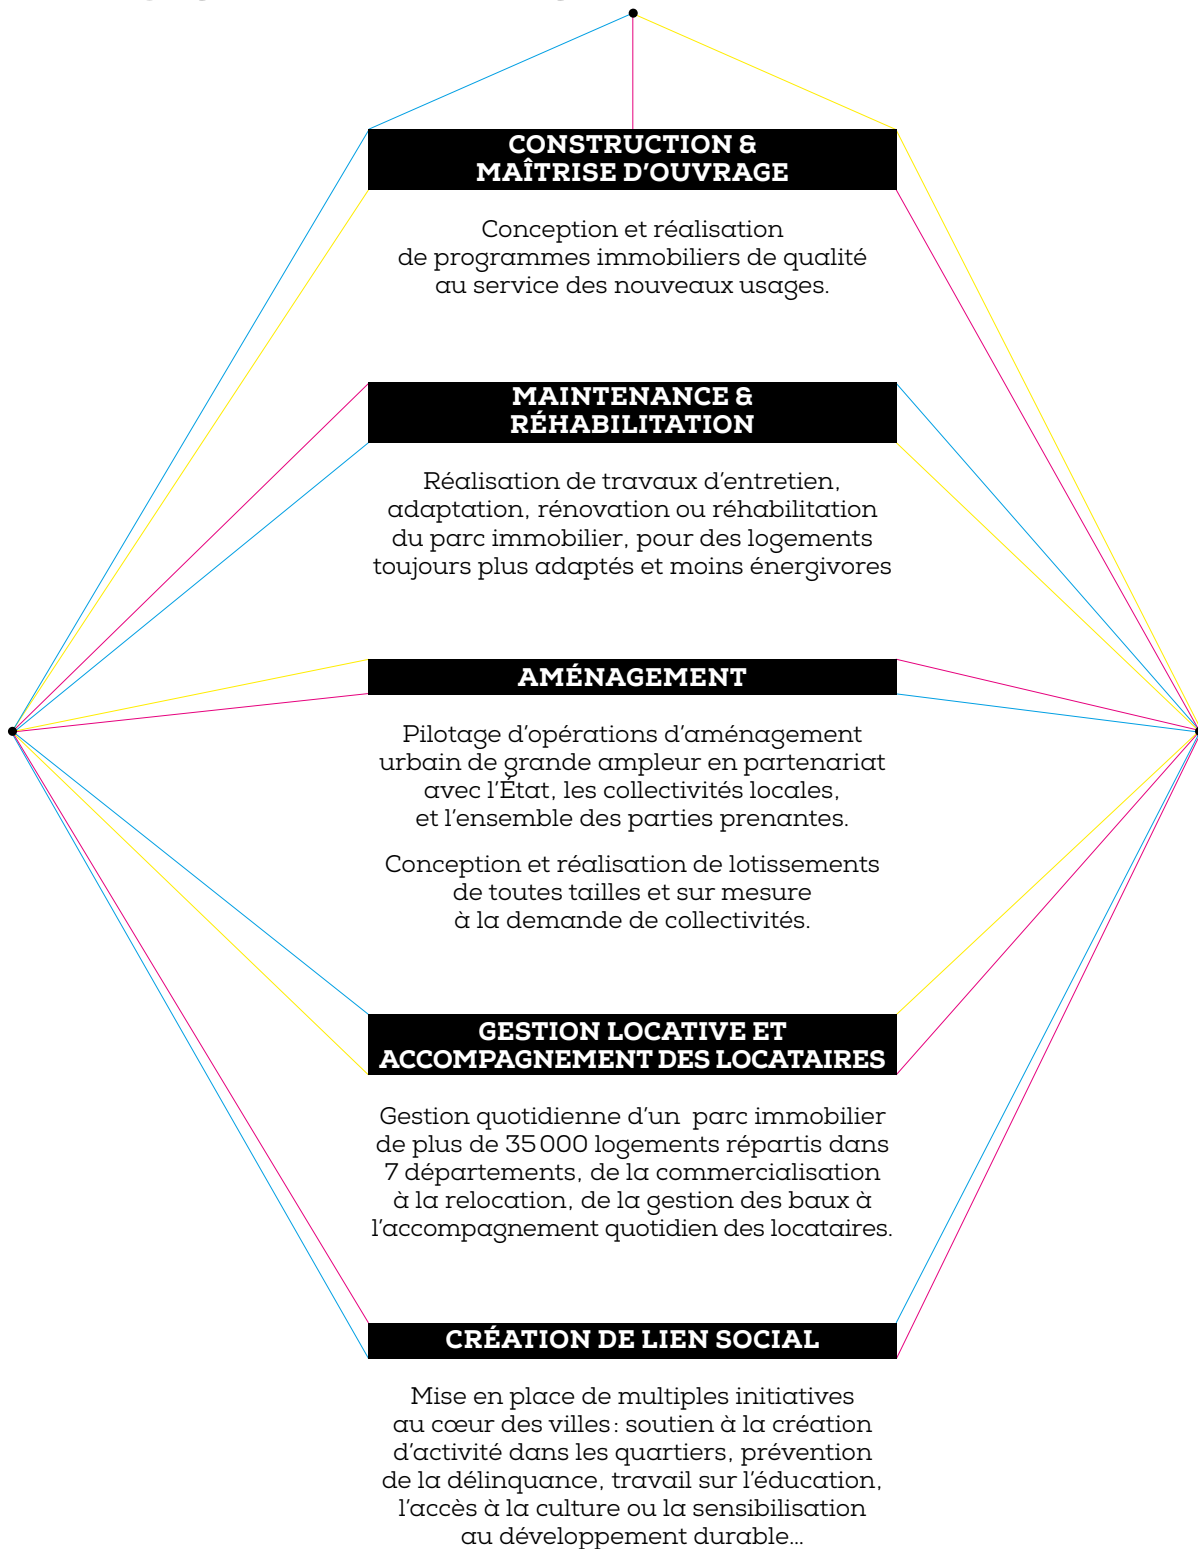 CONSTRUCTION &
MAÎTRISE D'OUVRAGE
Conception et réalisation
de programmes immobiliers de qualité
au service des nouveaux usages.
MAINTENANCE &
RÉHABILITATION
Réalisation de travaux d'entretien,
adaptation, rénovation ou réhabilitation
du parc immobilier, pour des logements
toujours plus adaptés et moins énergivores
AMÉNAGEMENT
Pilotage d'opérations d'aménagement
urbain de grande ampleur en partenariat
avec l'État, les collectivités locales,
et l'ensemble des parties prenantes.
Conception et réalisation de lotissements
de toutes tailles et sur mesure
à la demande de collectivités.
GESTION LOCATIVE ET
ACCOMPAGNEMENT DES LOCATAIRES
Gestion quotidienne d'un parc immobilier
de plus de 35 000 logements répartis dans
7 départements, de la commercialisation
à la relocation, de la gestion des baux à
l'accompagnement quotidien des locataires.
CRÉATION DE LIEN SOCIAL
Mise en place de multiples initiatives
au cœur des villes : soutien à la création
d'activité dans les quartiers, prévention
de la délinquance, travail sur l'éducation,
l'accès à la culture ou la sensibilisation
au développement durable…